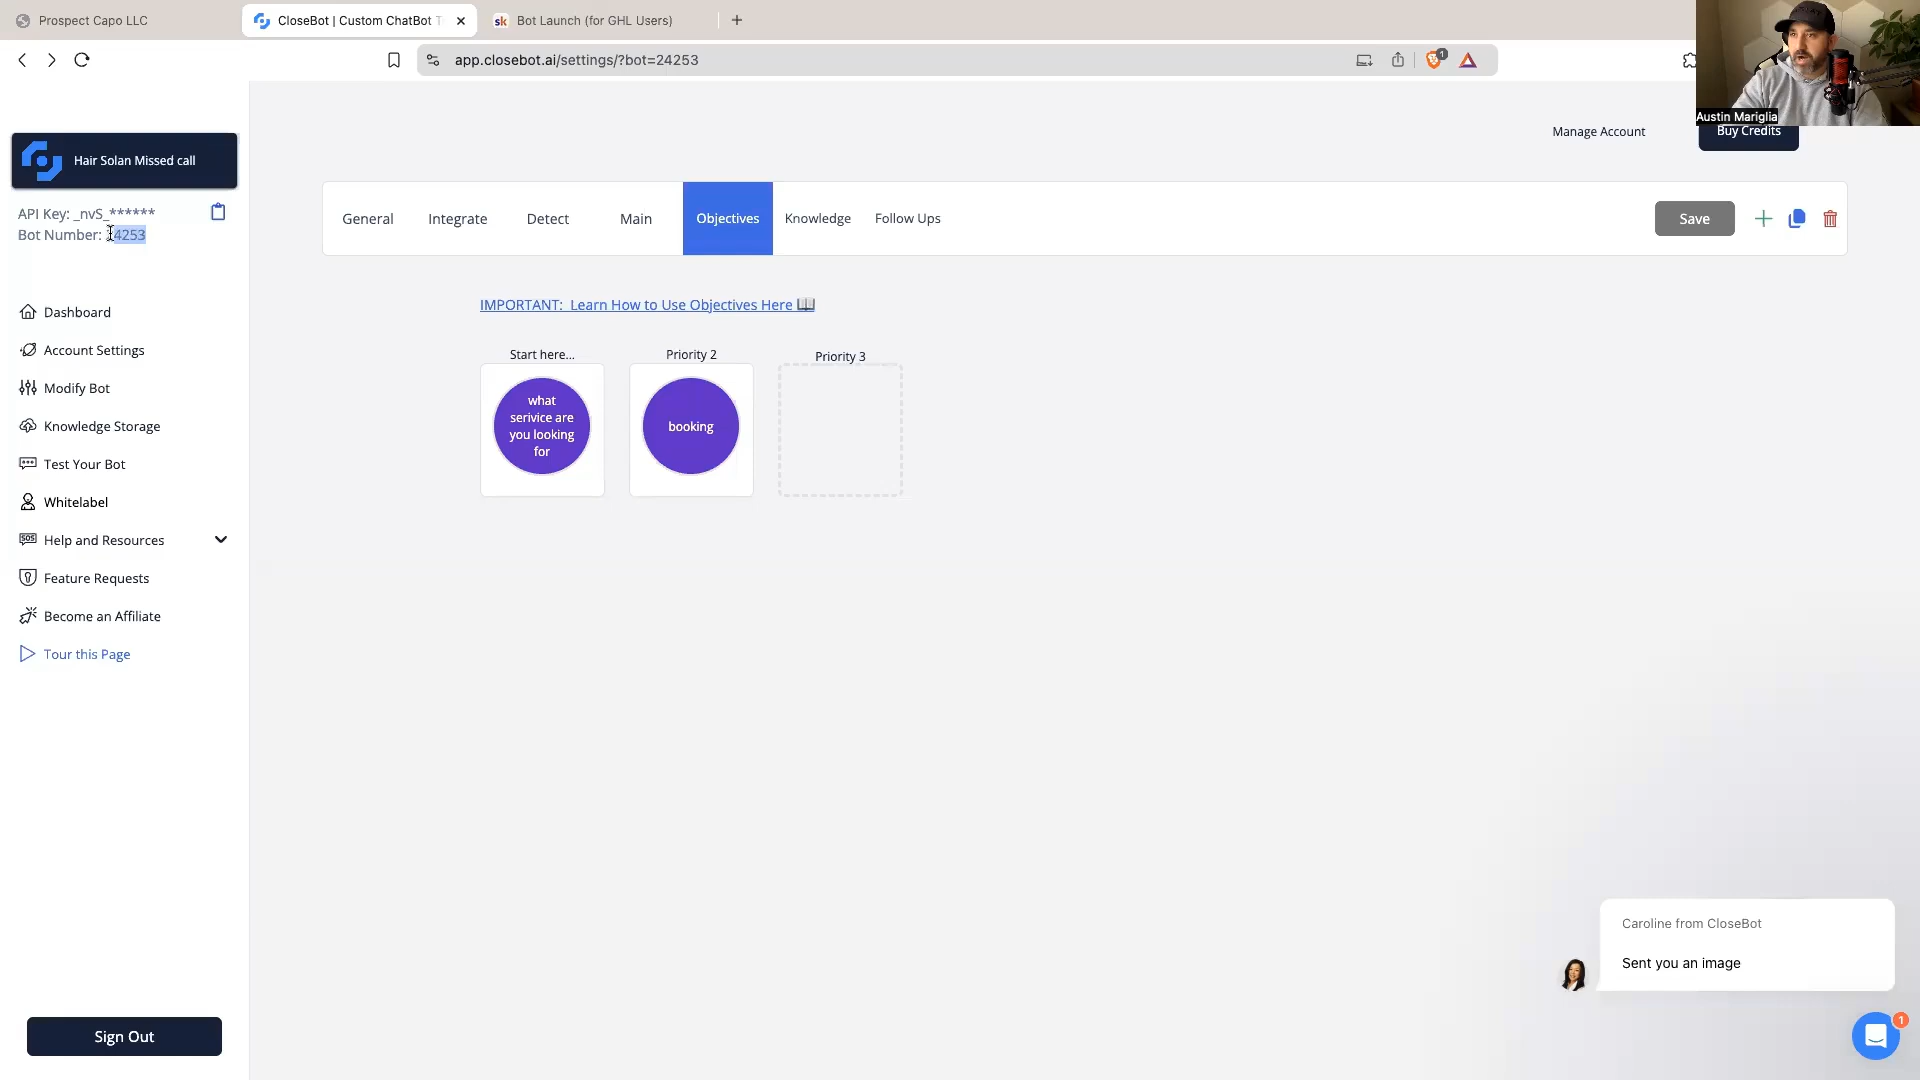 Prospect Capo LLC
CloseBot | Custom ChatBot T
sk Bot Launch (for GHL Users)
app.closebot.ai/settings/?bot=24253
1
Austin Mariglia
Manage Account
Buy Credits
Hair Solan Missed call
API Key: _nvS_******
Bot Number: 24253
General
Integrate
Detect
Main
Objectives
Knowledge
Follow Ups
Save
IMPORTANT: Learn How to Use Objectives Here
Start here...
Priority 2
Priority 3
what
serivice are
you looking
for
booking
Dashboard
Account Settings
Modify Bot
Knowledge Storage
Test Your Bot
Whitelabel
SOS Help and Resources
Feature Requests
Become an Affiliate
Tour this Page
Sign Out
Caroline from CloseBot
Sent you an image
1